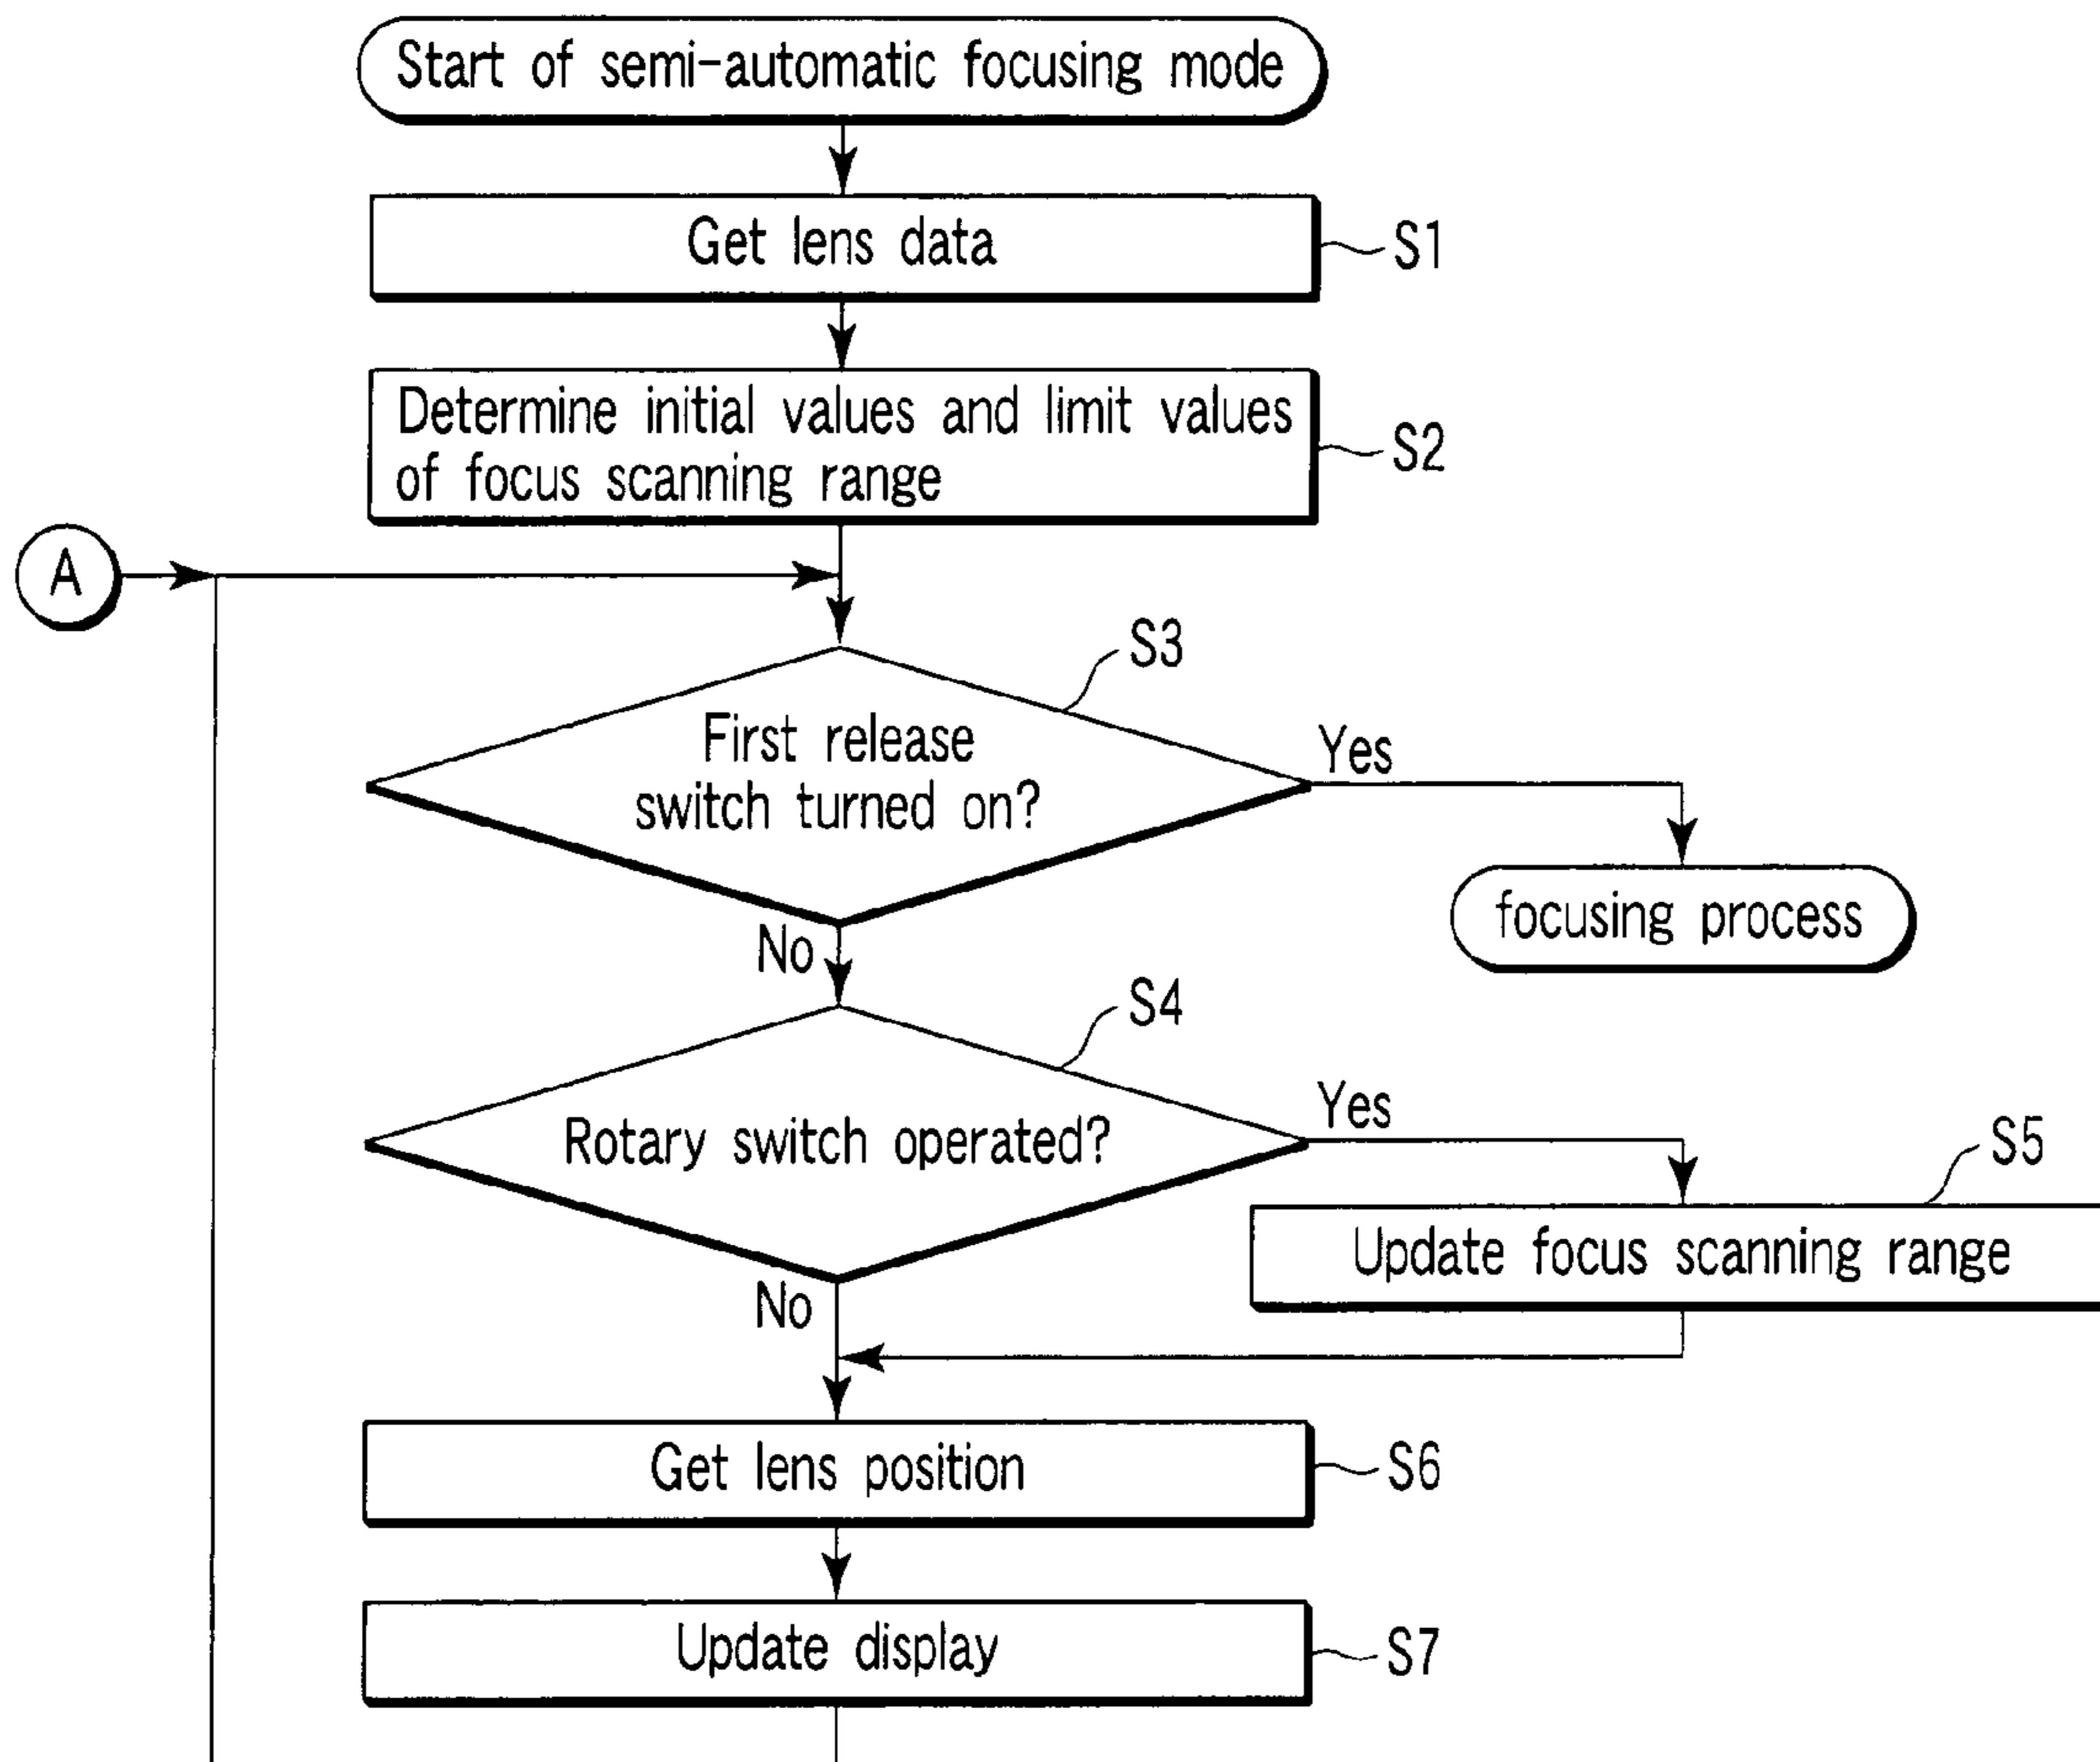 Start of semi-automatic focusing mode
Get lens data
S1
Determine initial values and limit values
of focus scanning range
S2
A
S3
First release
switch turned on?
Yes
focusing process
No
S4
Rotary switch operated?
Yes
S5
Update focus scanning range
No
Get lens position
S6
Update display
S7